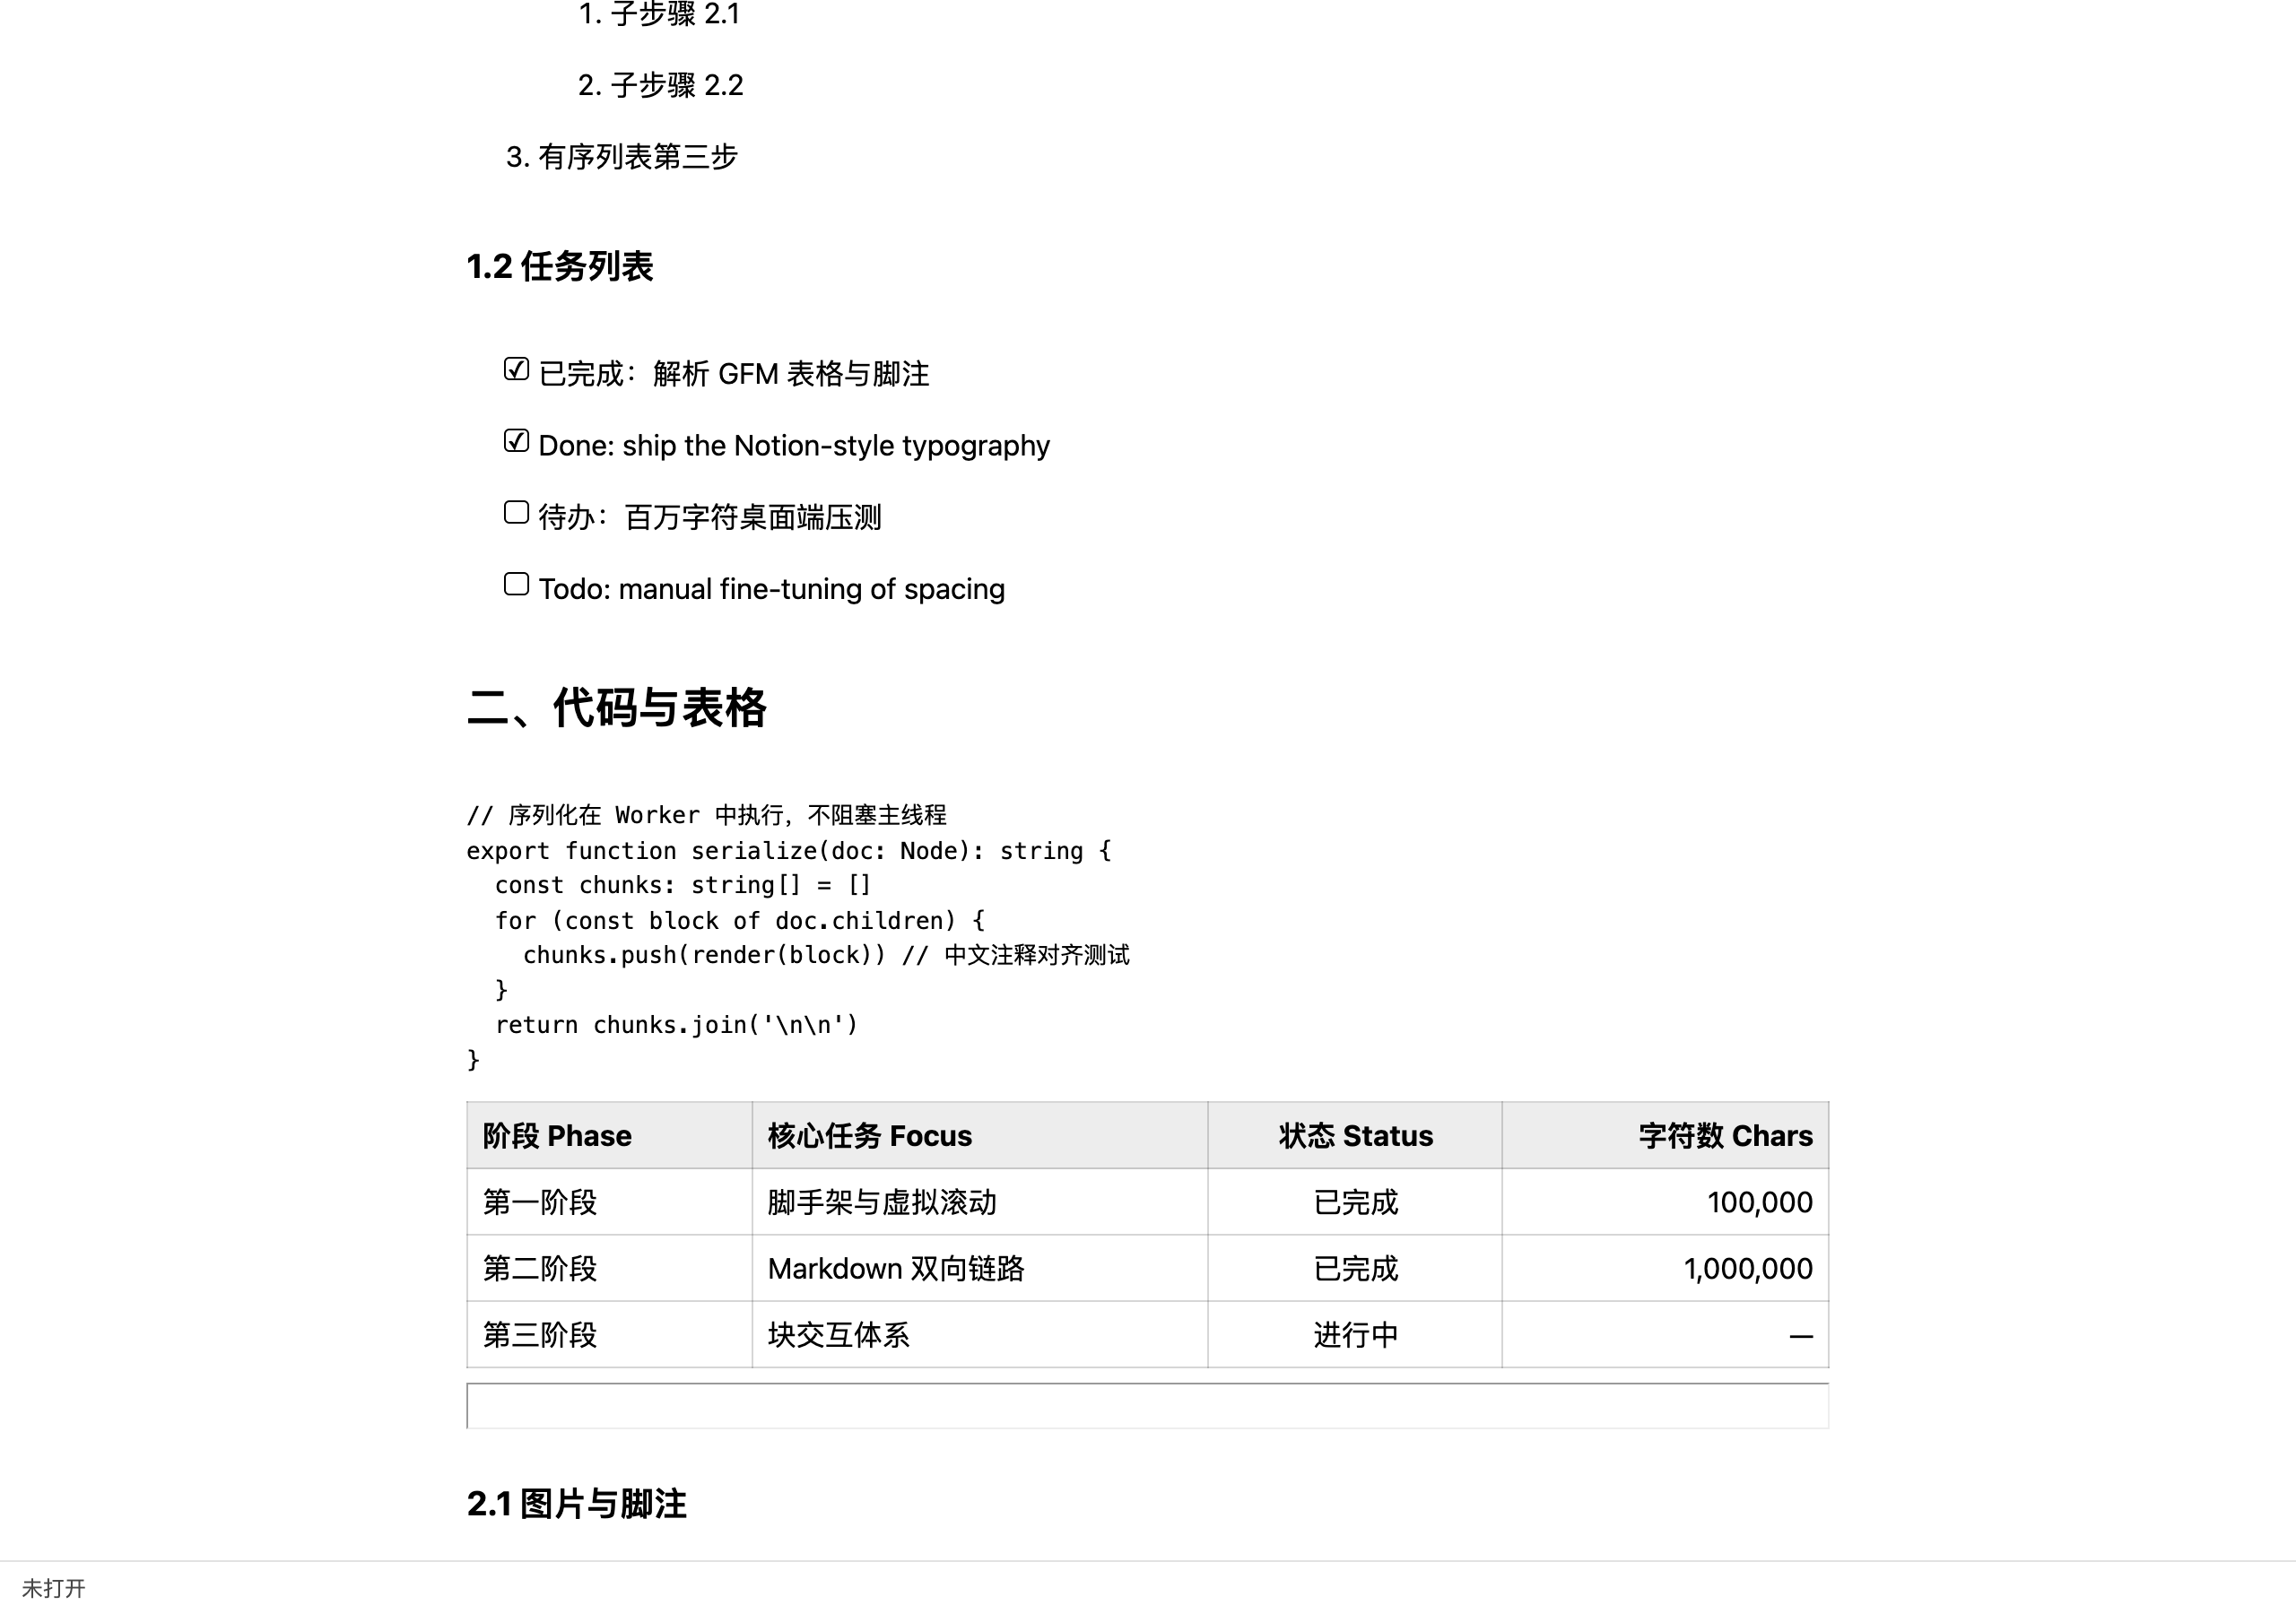 1. 子步骤 2.1
2. 子步骤 2.2
3. 有序列表第三步
1.2 任务列表
已完成：解析 GFM 表格与脚注
Done: ship the Notion-style typography
待办：百万字符桌面端压测
Todo: manual fine-tuning of spacing
二、代码与表格
// 序列化在 Worker 中执行，不阻塞主线程
export function serialize(doc: Node): string {
  const chunks: string[] = []
  for (const block of doc.children) {
    chunks.push(render(block)) // 中文注释对齐测试
  }
  return chunks.join('\n\n')
}
阶段 Phase 核心任务 Focus 状态 Status 字符数 Chars
第一阶段 脚手架与虚拟滚动 已完成 100,000
第二阶段 Markdown 双向链路 已完成 1,000,000
第三阶段 块交互体系 进行中 —
2.1 图片与脚注
未打开